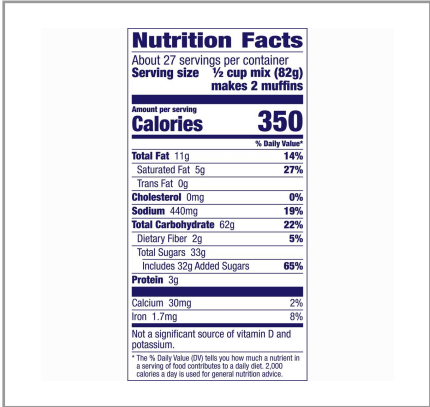 Nutrition Facts
About 27 servings per container
Serving size ½ cup mix (82g)
makes 2 muffins
Amount per serving
Calories 350
% Daily Value*
Total Fat 11g 14%
Saturated Fat 5g 27%
Trans Fat 0g
Cholesterol 0mg 0%
Sodium 440mg 19%
Total Carbohydrate 62g 22%
Dietary Fiber 2g 5%
Total Sugars 33g
Includes 32g Added Sugars 65%
Protein 3g
Calcium 30mg 2%
Iron 1.7mg 8%
Not a significant source of vitamin D and
potassium.
* The % Daily Value (DV) tells you how much a nutrient in
a serving of food contributes to a daily diet. 2,000
calories a day is used for general nutrition advice.